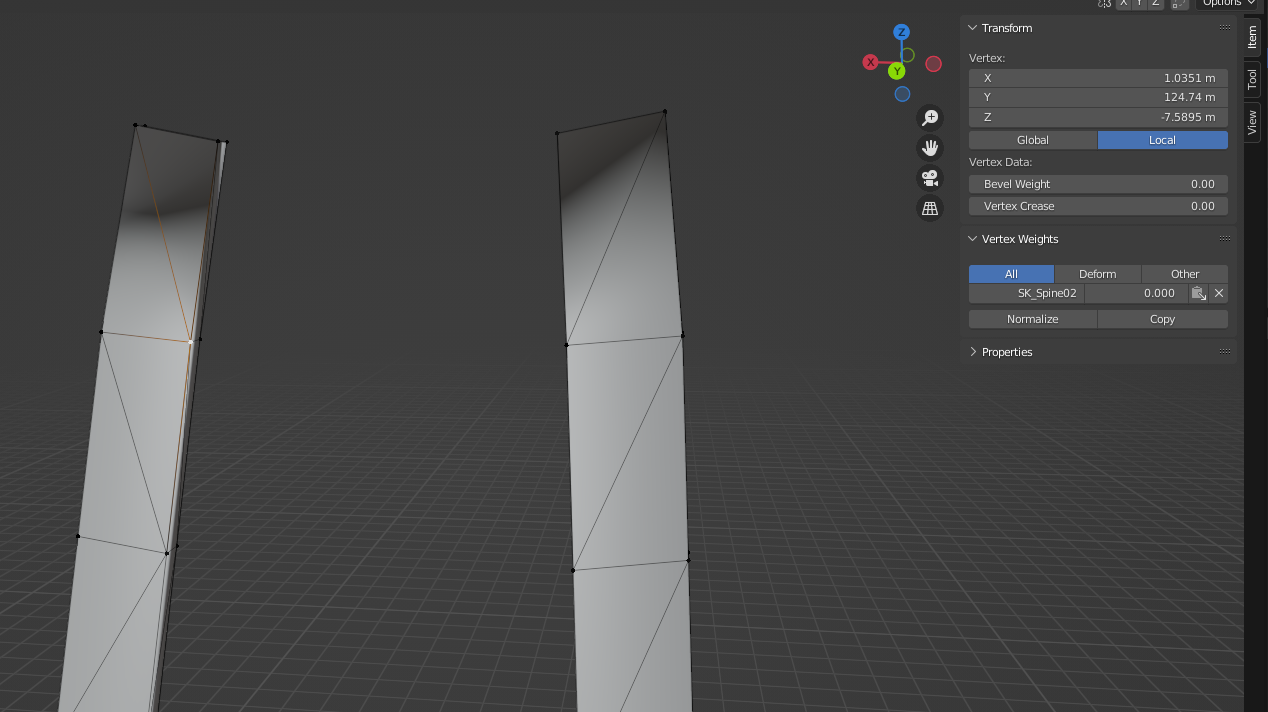 X Y Z Options
Transform
Vertex:
X 1.0351 m
Y 124.74 m
Z -7.5895 m
Global Local
Vertex Data:
Bevel Weight 0.00
Vertex Crease 0.00
Vertex Weights
All Deform Other
SK_Spine02 0.000
Normalize Copy
Properties
Item
Tool
View
Z
X
Y